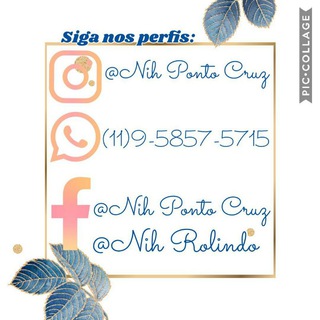 Siga nos perfis:
@Nih Ponto Cruz
(11)9-5857-5715
@Nih Ponto Cruz
@Nih Rolindo
PIC•COLLAGE